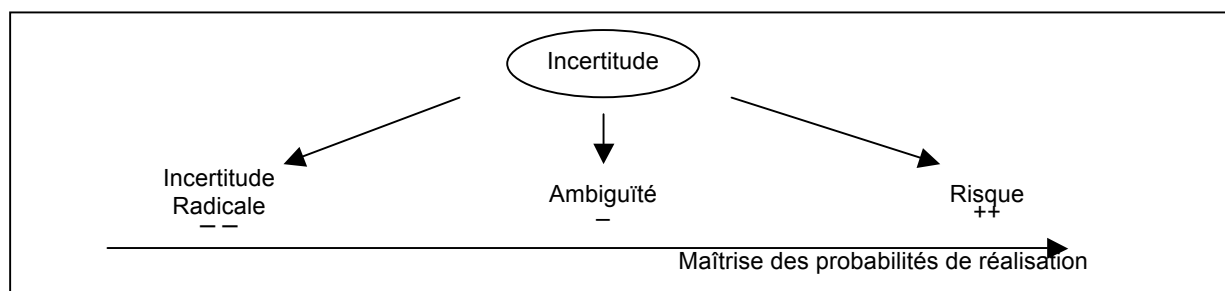 Incertitude
Incertitude
Radicale
– –
Ambiguïté
–
Risque
++
Maîtrise des probabilités de réalisation